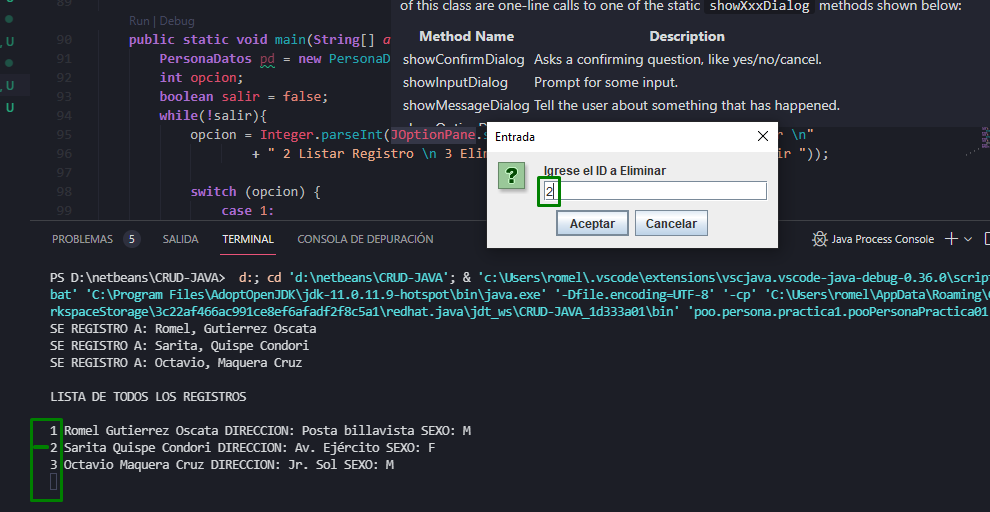 89
of this class are one-line calls to one of the static showXxxDialog methods shown below:
Run | Debug
90 public static void main(String[] a
Method Name Description
91 PersonaDatos pd = new PersonaD
showConfirmDialog Asks a confirming question, like yes/no/cancel.
92 int opcion;
showInputDialog Prompt for some input.
93 boolean salir = false;
showMessageDialog Tell the user about something that has happened.
94 while(!salir){
95 opcion = Integer.parseInt(JOptionPane.s
r \n"
96 + " 2 Listar Registro \n 3 Elim
ir "));
97
98 switch (opcion) {
99 case 1:
Entrada
?
Igrese el ID a Eliminar
2
Aceptar Cancelar
PROBLEMAS 5 SALIDA TERMINAL CONSOLA DE DEPURACIÓN Java Process Console
PS D:\netbeans\CRUD-JAVA> d:; cd 'd:\netbeans\CRUD-JAVA'; & 'c:\Users\romel\.vscode\extensions\vscjava.vscode-java-debug-0.36.0\script
bat' 'C:\Program Files\AdoptOpenJDK\jdk-11.0.11.9-hotspot\bin\java.exe' '-Dfile.encoding=UTF-8' '-cp' 'C:\Users\romel\AppData\Roaming\C
rkspaceStorage\3c22af466ac991ce8ef6afadf2f8c5a1\redhat.java\jdt_ws\CRUD-JAVA_1d333a01\bin' 'poo.persona.practica1.pooPersonaPractica01
SE REGISTRO A: Romel, Gutierrez Oscata
SE REGISTRO A: Sarita, Quispe Condori
SE REGISTRO A: Octavio, Maquera Cruz
LISTA DE TODOS LOS REGISTROS
1 Romel Gutierrez Oscata DIRECCION: Posta billavista SEXO: M
2 Sarita Quispe Condori DIRECCION: Av. Ejército SEXO: F
3 Octavio Maquera Cruz DIRECCION: Jr. Sol SEXO: M
U
U
U